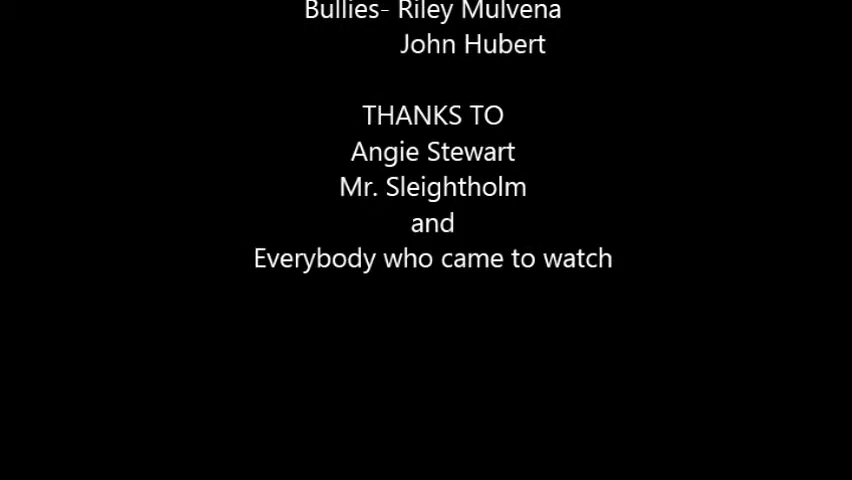 Bullies- Riley Mulvena
John Hubert
THANKS TO
Angie Stewart
Mr. Sleightholm
and
Everybody who came to watch